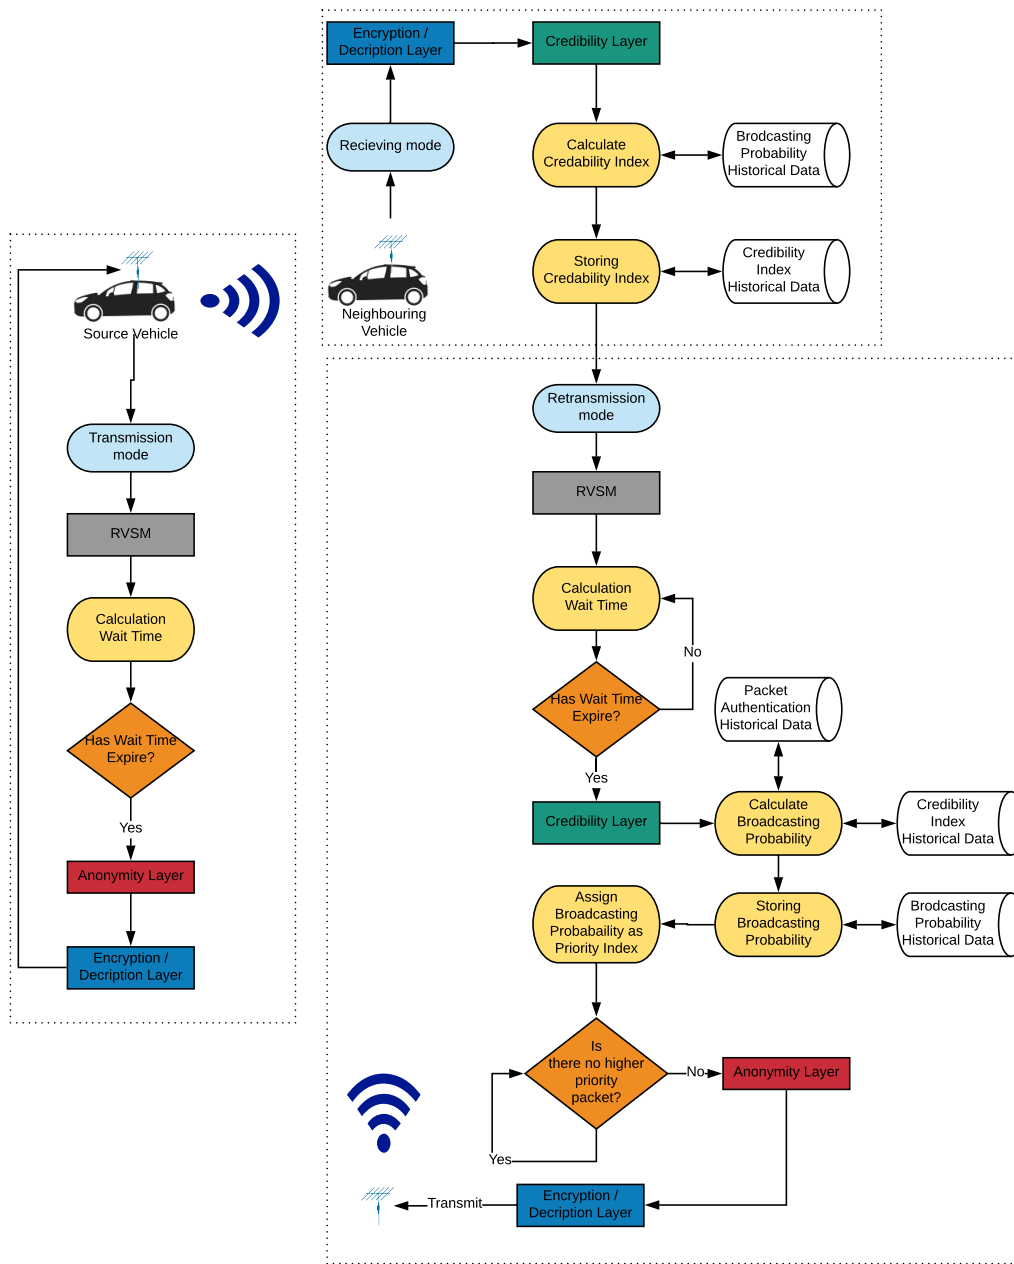 Encryption /
Decription Layer
Credibility Layer
Recieving mode
Calculate
Credability Index
Brodcasting
Probability
Historical Data
Storing
Credability Index
Credibility
Index
Historical Data
Neighbouring
Vehicle
Source Vehicle
Transmission
mode
RVSM
Calculation
Wait Time
Has Wait Time
Expire?
Yes
Anonymity Layer
Encryption /
Decription Layer
Retransmission
mode
RVSM
Calculation
Wait Time
No
Has Wait Time
Expire?
Yes
Packet
Authentication
Historical Data
Credibility Layer
Calculate
Broadcasting
Probability
Credibility
Index
Historical Data
Assign
Broadcasting
Probabaility as
Priority Index
Storing
Broadcasting
Probability
Brodcasting
Probability
Historical Data
Is
there no higher
priority
packet?
No
Anonymity Layer
Yes
Encryption /
Decription Layer
Transmit